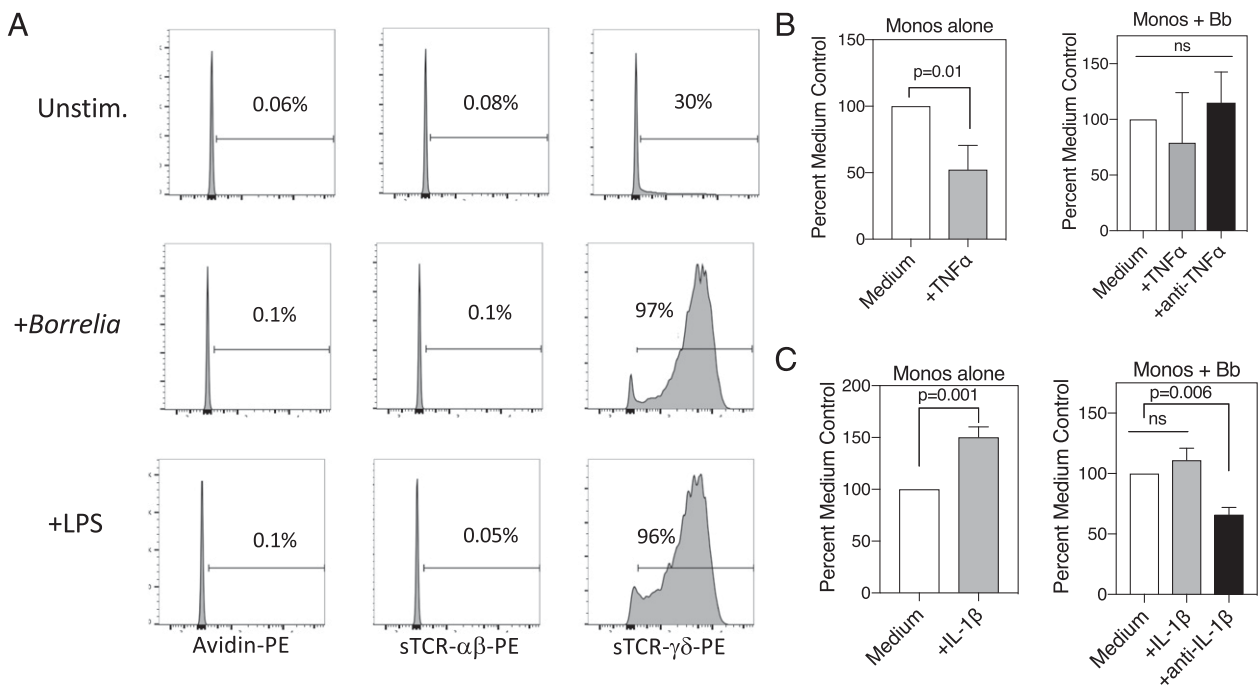 A
Unstim.
0.06%
0.08%
30%
+Borrelia
0.1%
0.1%
97%
+LPS
0.1%
0.05%
96%
Avidin-PE
sTCR-αβ-PE
sTCR-γδ-PE
B
Monos alone
Percent Medium Control
150
100
50
0
p=0.01
Medium
+TNFα
Monos + Bb
Percent Medium Control
150
100
50
0
ns
Medium
+TNFα
+anti-TNFα
C
Monos alone
Percent Medium Control
200
150
100
50
0
p=0.001
Medium
+IL-1β
Monos + Bb
Percent Medium Control
150
100
50
0
p=0.006
ns
Medium
+IL-1β
+anti-IL-1β